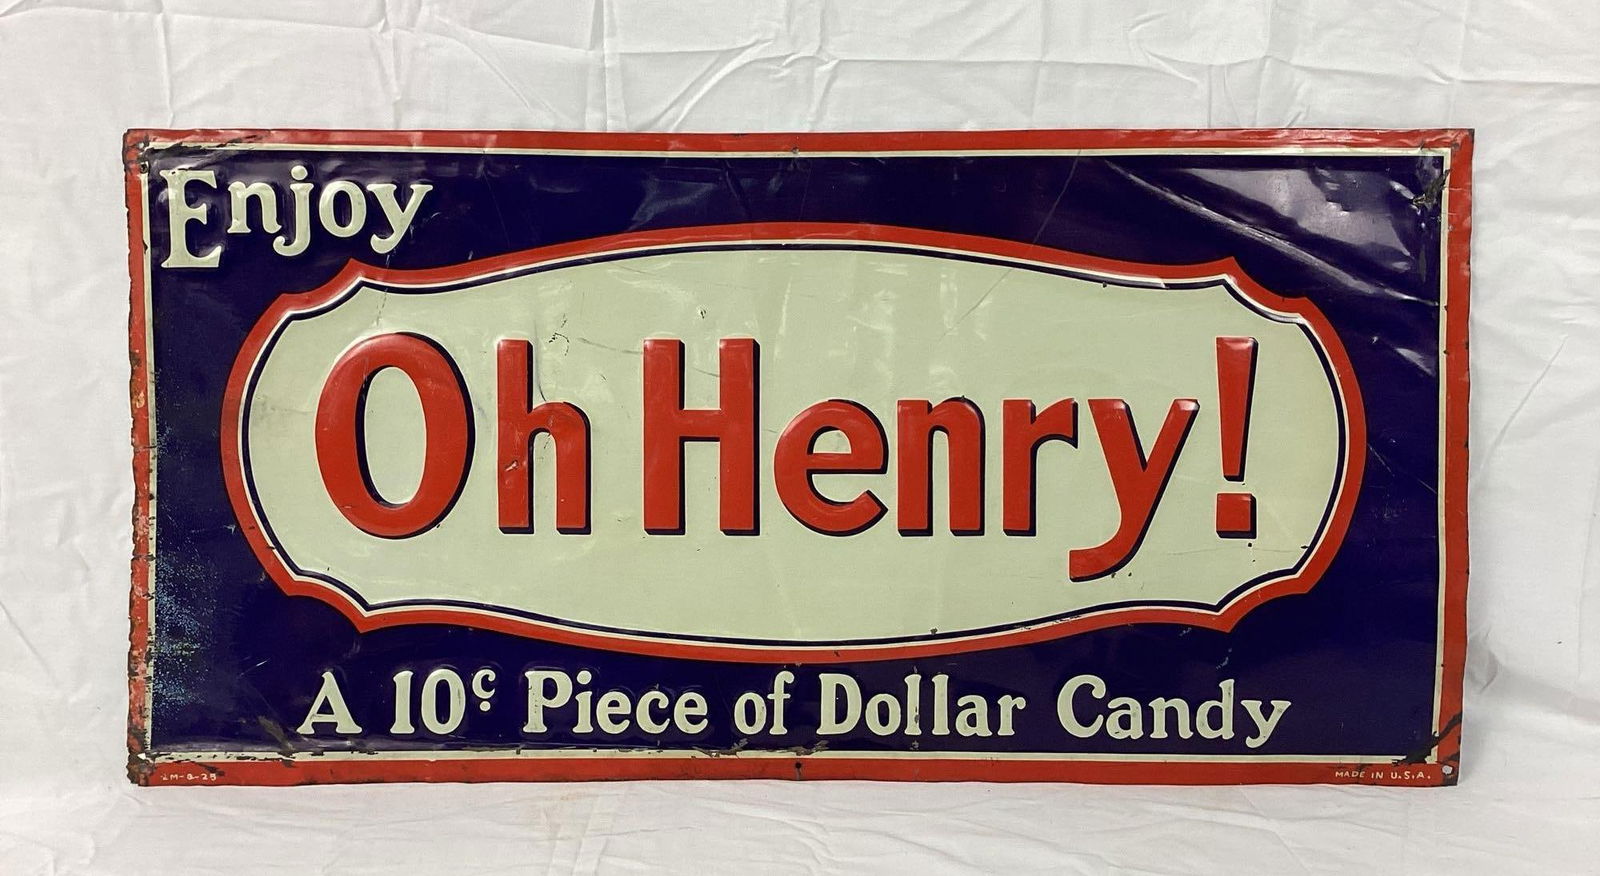 Enjoy
Oh Henry!
A 10¢ Piece of Dollar Candy
MADE IN U.S.A.